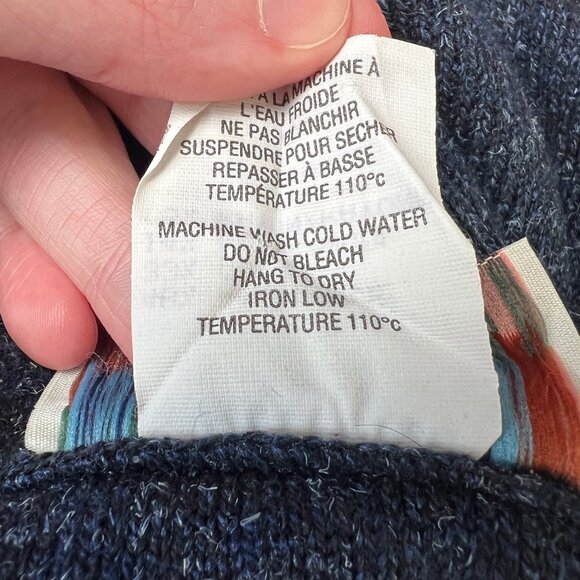 À LA MACHINE À
L'EAU FROIDE
NE PAS BLANCHIR
SUSPENDRE POUR SECHER
REPASSER À BASSE
TEMPÉRATURE 110°C
MACHINE WASH COLD WATER
DO NOT BLEACH
HANG TO DRY
IRON LOW
TEMPERATURE 110°C